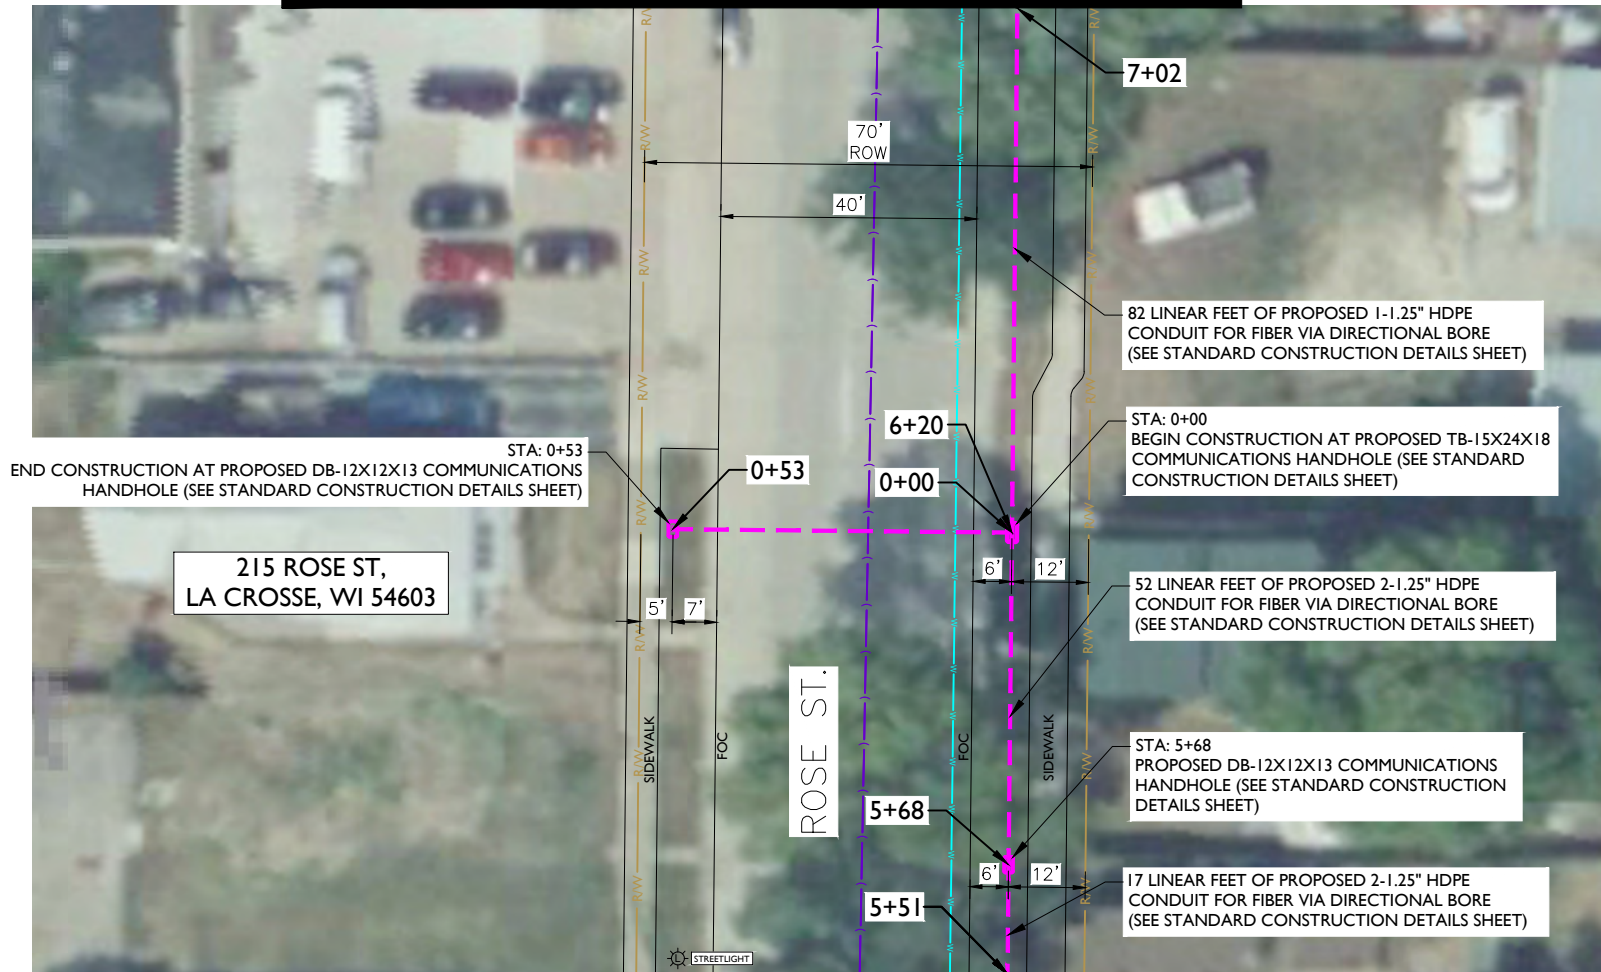 R/W
R/W
7+02
70'
ROW
R/W
R/W
40'
R/W
R/W
82 LINEAR FEET OF PROPOSED 1-1.25" HDPE
CONDUIT FOR FIBER VIA DIRECTIONAL BORE
(SEE STANDARD CONSTRUCTION DETAILS SHEET)
R/W
R/W
STA: 0+00
BEGIN CONSTRUCTION AT PROPOSED TB-15X24X18
COMMUNICATIONS HANDHOLE (SEE STANDARD
CONSTRUCTION DETAILS SHEET)
6+20
STA: 0+53
END CONSTRUCTION AT PROPOSED DB-12X12X13 COMMUNICATIONS
HANDHOLE (SEE STANDARD CONSTRUCTION DETAILS SHEET)
0+53
0+00
R/W
R/W
215 ROSE ST,
LA CROSSE, WI 54603
6'
12'
52 LINEAR FEET OF PROPOSED 2-1.25" HDPE
CONDUIT FOR FIBER VIA DIRECTIONAL BORE
(SEE STANDARD CONSTRUCTION DETAILS SHEET)
5'
7'
R/W
R/W
ROSE ST.
SIDEWALK
FOC
FOC
SIDEWALK
R/W
R/W
STA: 5+68
PROPOSED DB-12X12X13 COMMUNICATIONS
HANDHOLE (SEE STANDARD CONSTRUCTION
DETAILS SHEET)
5+68
6'
12'
R/W
R/W
17 LINEAR FEET OF PROPOSED 2-1.25" HDPE
CONDUIT FOR FIBER VIA DIRECTIONAL BORE
(SEE STANDARD CONSTRUCTION DETAILS SHEET)
5+51
L
STREETLIGHT